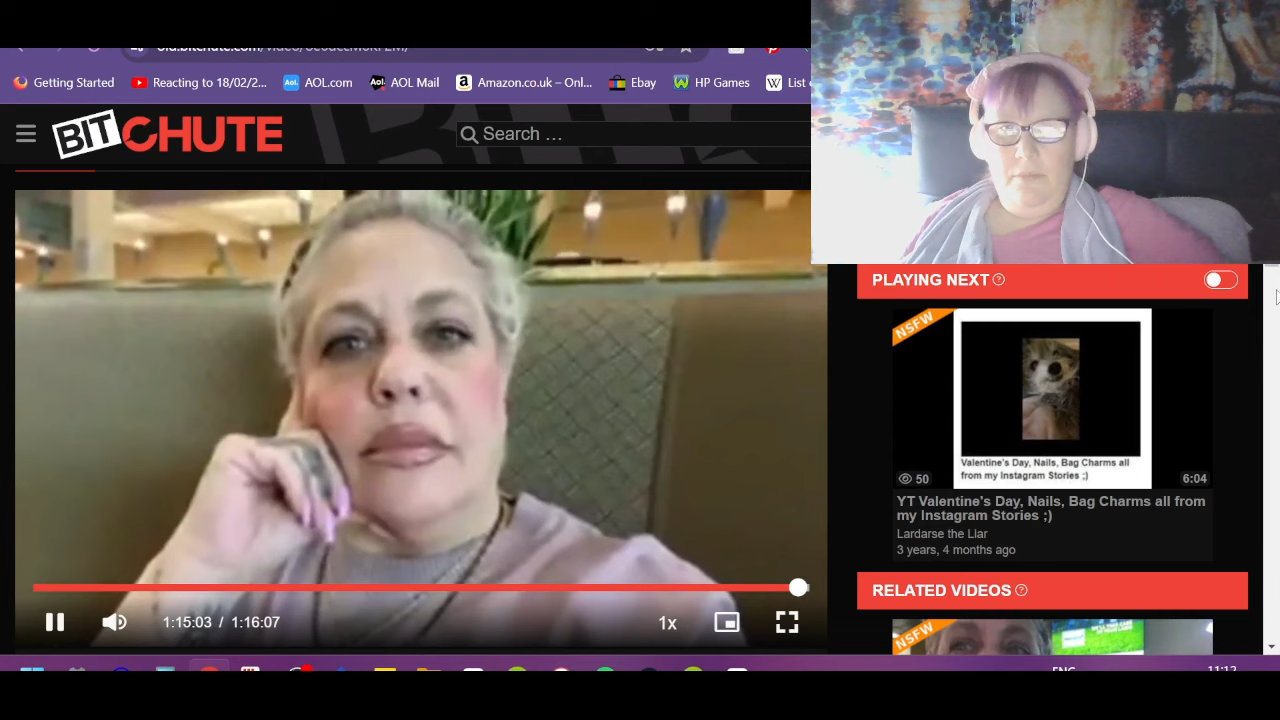 Getting Started
Reacting to 18/02/2...
Aol.
AOL.com
Aol.
AOL Mail
a
Amazon.co.uk – Onl...
Ebay
HP Games
W
List
BITCHUTE
Search ...
PLAYING NEXT
NSFW
Valentine's Day, Nails, Bag Charms all
from my Instagram Stories ;)
50
6:04
YT Valentine's Day, Nails, Bag Charms all from
my Instagram Stories ;)
Lardarse the Liar
3 years, 4 months ago
RELATED VIDEOS
NSFW
1:15:03 / 1:16:07
1x